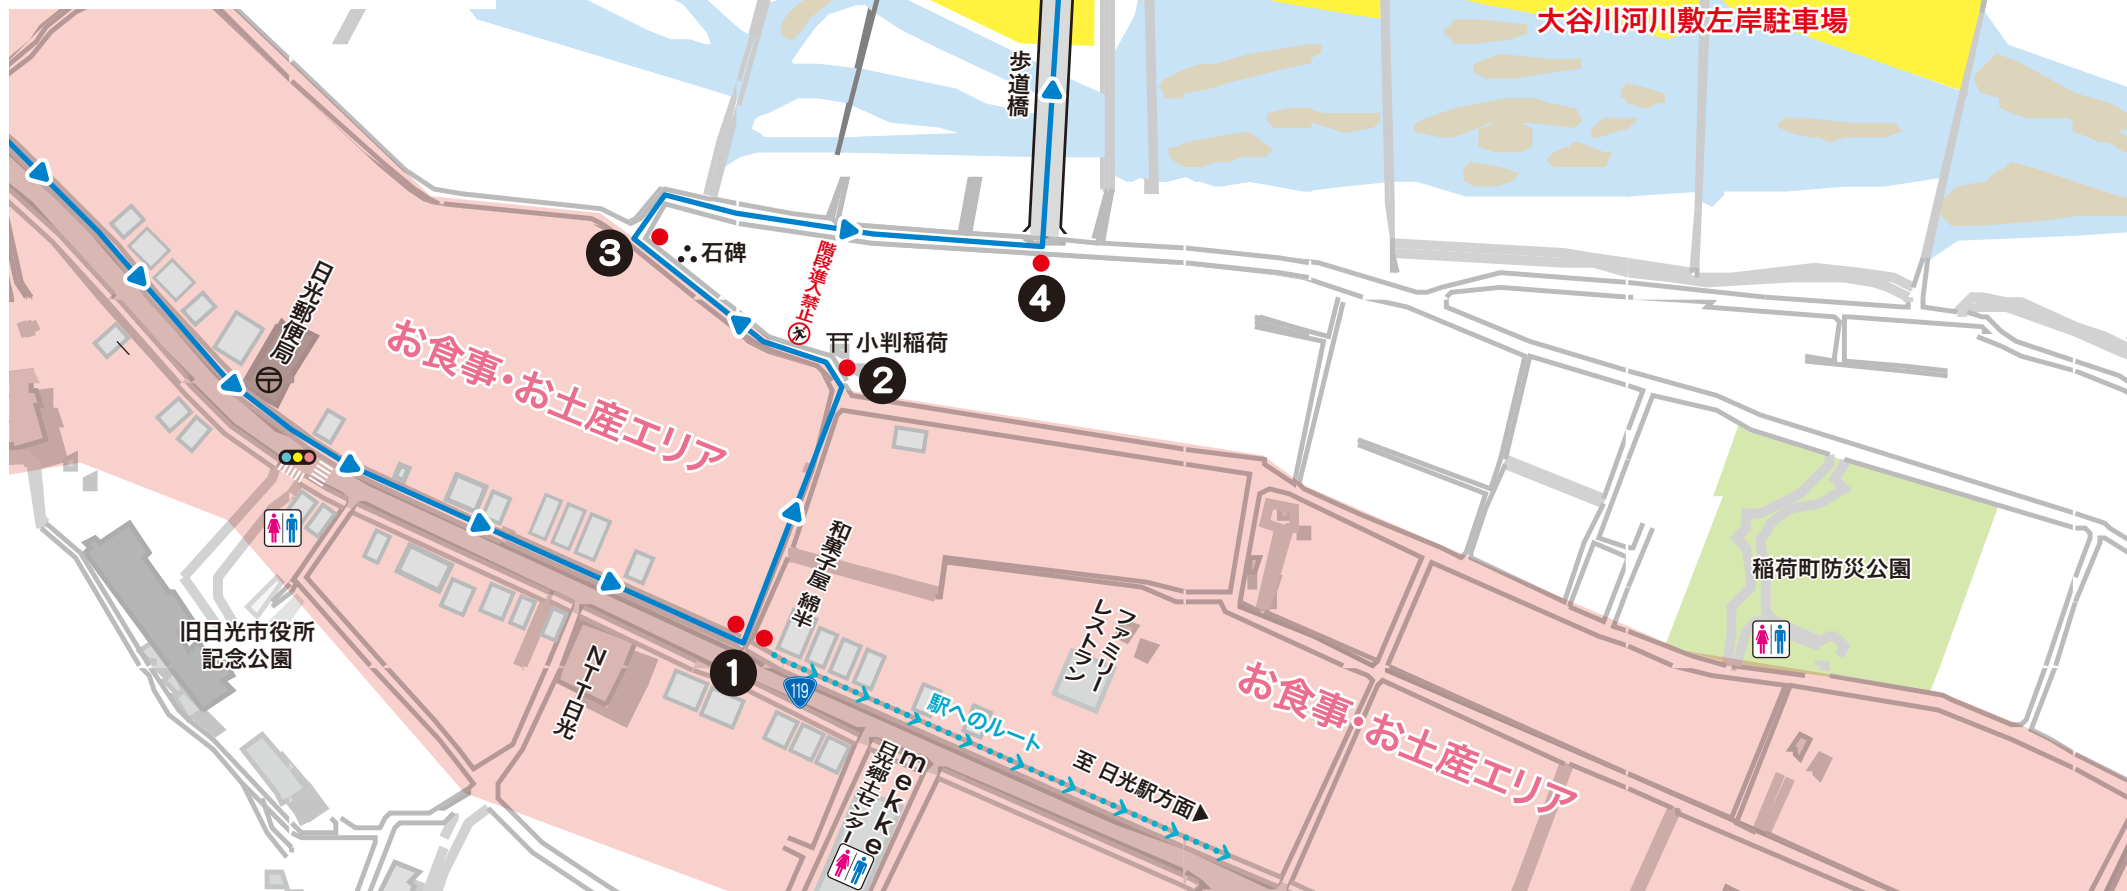 大谷川河川敷左岸駐車場
歩道橋
③
∴石碑
階段進入禁止
④
小判稲荷
②
日光郵便局
お食事・お土産エリア
和菓子屋 綿半
稲荷町防災公園
旧日光市役所
記念公園
NTT日光
①
119
ファミリー
レストラン
お食事・お土産エリア
駅へのルート
至 日光駅方面▶
mekke
日光郷土センター